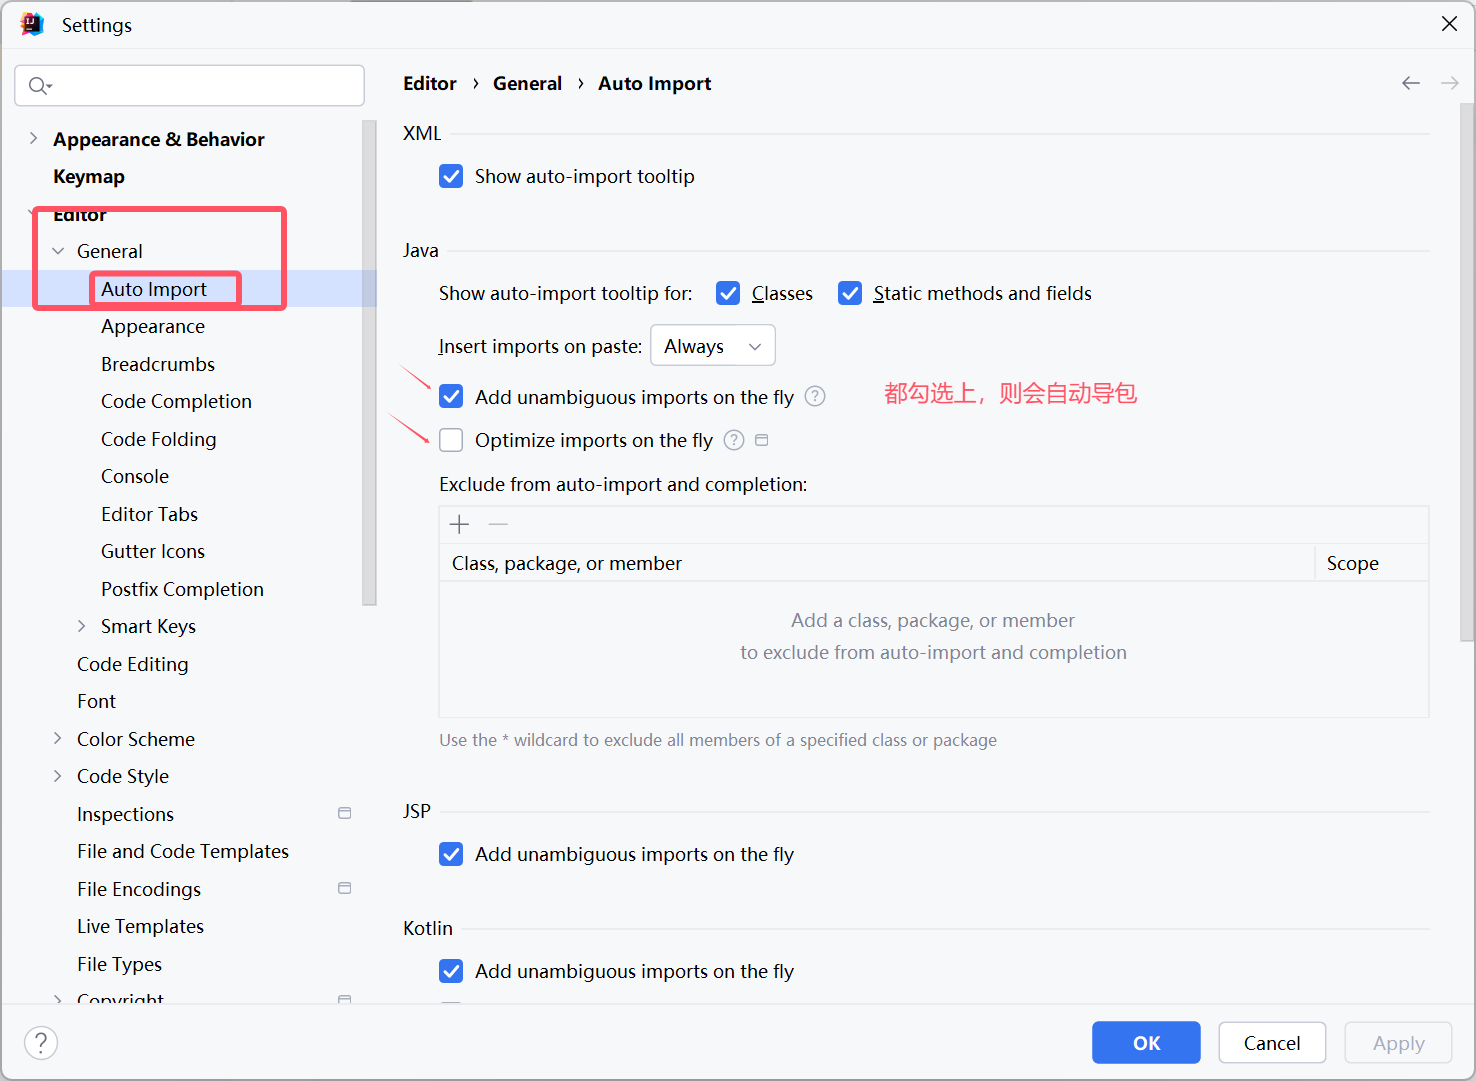 Settings
Editor › General › Auto Import
Appearance & Behavior
Keymap
Editor
General
Auto Import
Appearance
Breadcrumbs
Code Completion
Code Folding
Console
Editor Tabs
Gutter Icons
Postfix Completion
Smart Keys
Code Editing
Font
Color Scheme
Code Style
Inspections
File and Code Templates
File Encodings
Live Templates
File Types
Copyright
XML
Show auto-import tooltip
Java
Show auto-import tooltip for: Classes Static methods and fields
Insert imports on paste: Always
Add unambiguous imports on the fly ?
都勾选上，则会自动导包
Optimize imports on the fly ?
Exclude from auto-import and completion:
Class, package, or member Scope
Add a class, package, or member
to exclude from auto-import and completion
Use the * wildcard to exclude all members of a specified class or package
JSP
Add unambiguous imports on the fly
Kotlin
Add unambiguous imports on the fly
? OK Cancel Apply